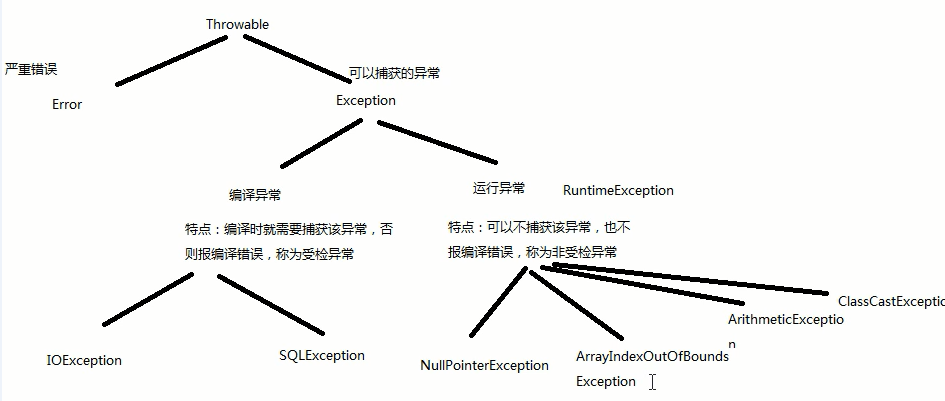 Throwable
严重错误
可以捕获的异常
Error
Exception
编译异常
运行异常
RuntimeException
特点：编译时就需要捕获该异常，否
则报编译错误，称为受检异常
特点：可以不捕获该异常，也不
报编译错误，称为非受检异常
IOException
SQLException
NullPointerException
ArrayIndexOutOfBounds
Exception
ArithmeticExceptio
n
ClassCastExceptio